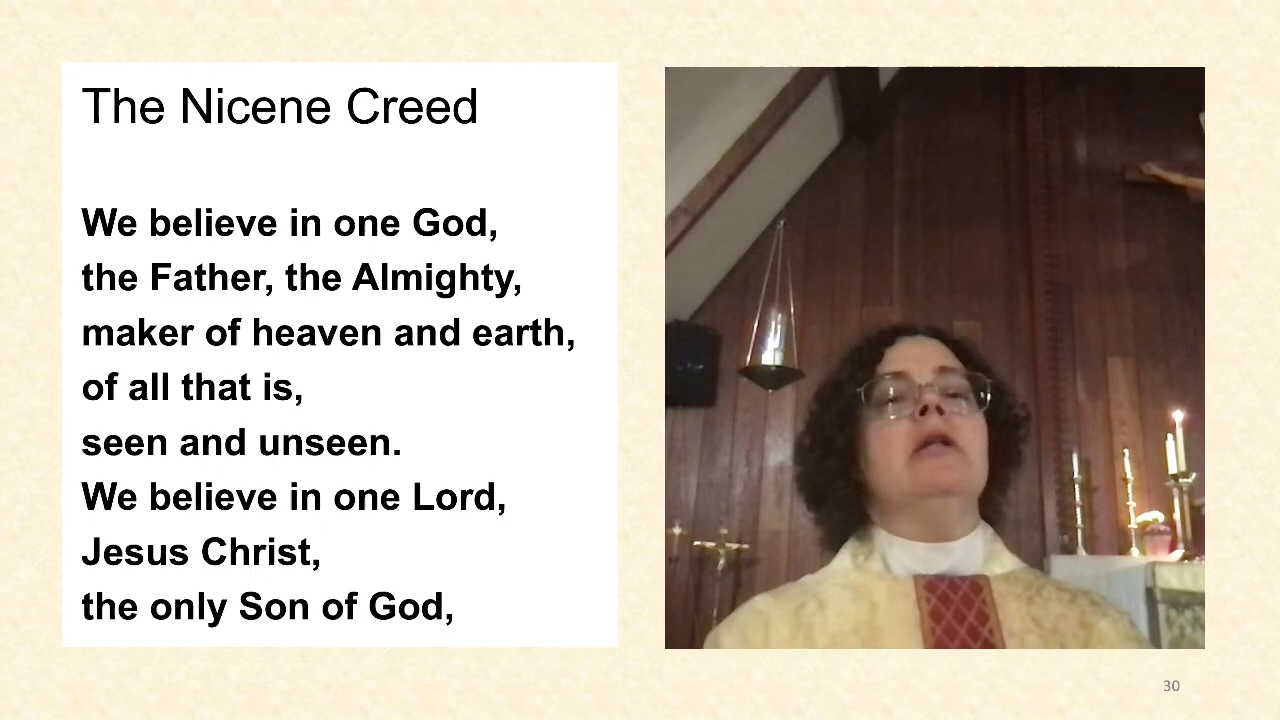 The Nicene Creed
We believe in one God,
the Father, the Almighty,
maker of heaven and earth,
of all that is,
seen and unseen.
We believe in one Lord,
Jesus Christ,
the only Son of God,
30